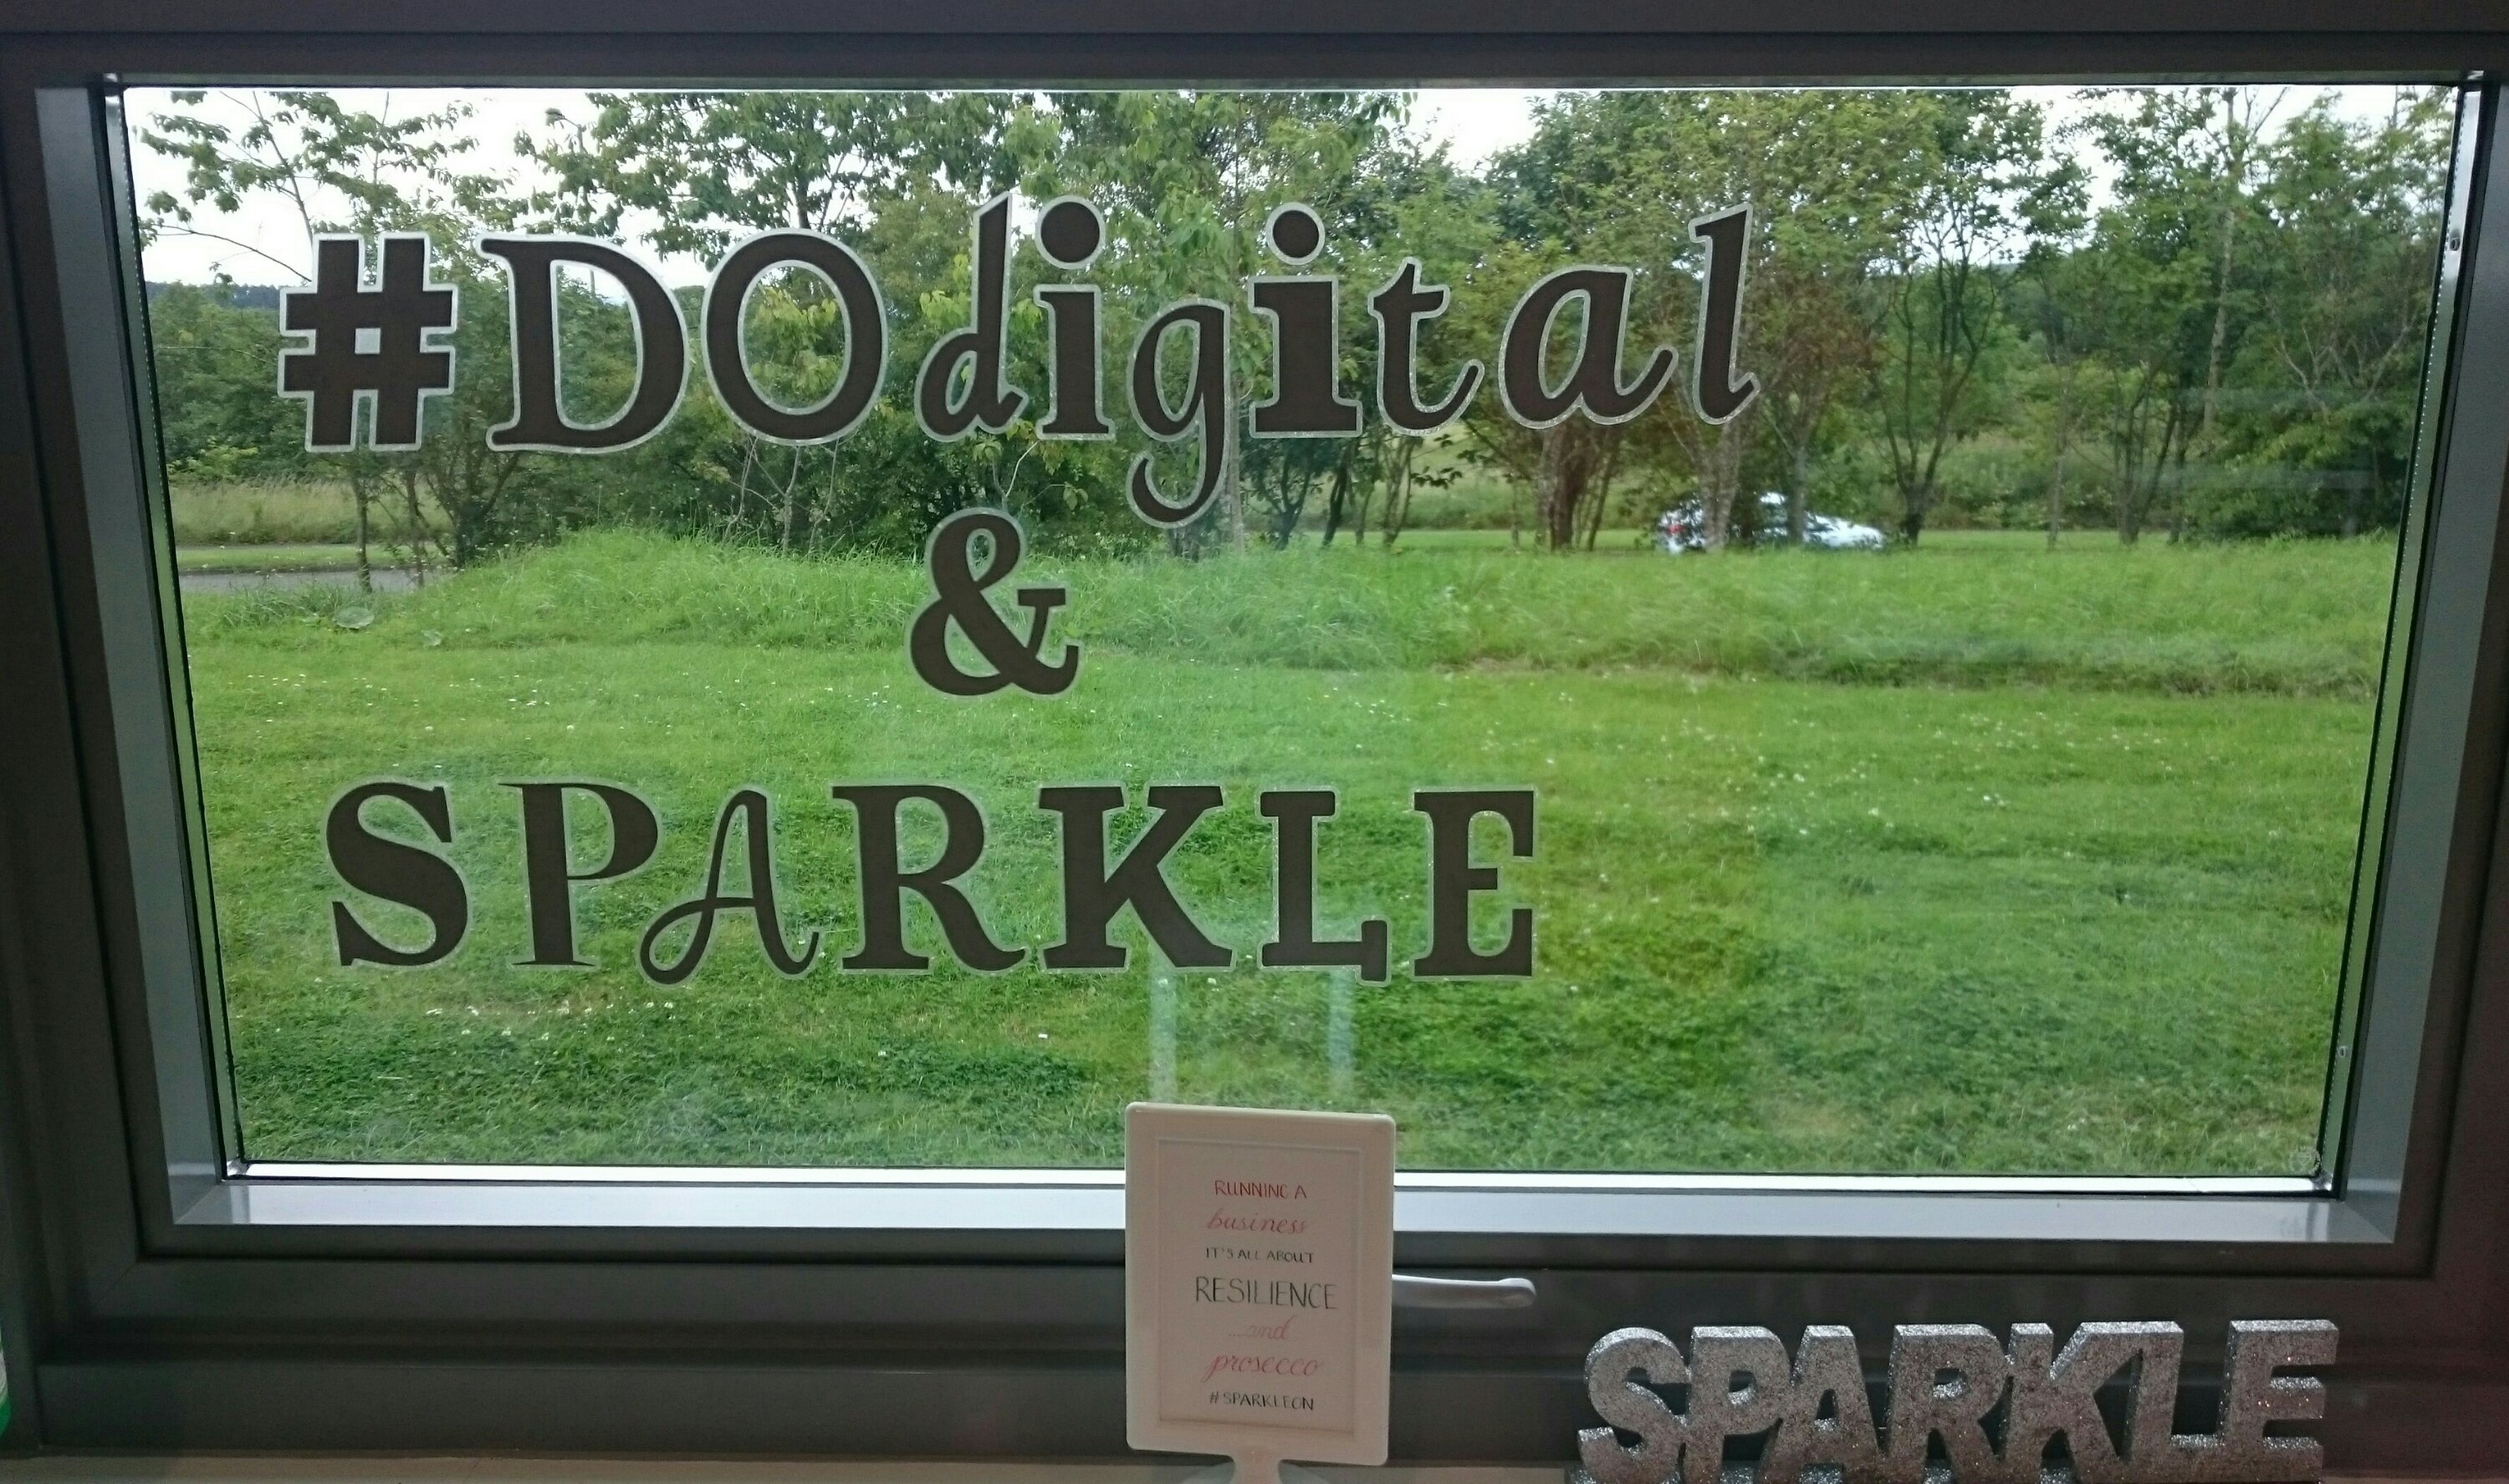 #DOdigital
&
SPARKLE
RUNNING A
business
IT'S ALL ABOUT
RESILIENCE
...and
prosecco
#SPARKLEON
SPARKLE